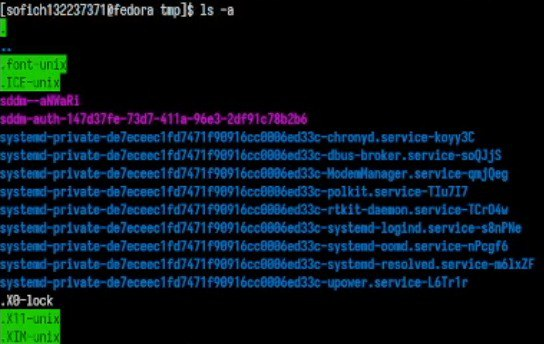 [sofich132237371@fedora tmp]$ ls -a
.
..
.font-unix
.ICE-unix
sddm--aNWaRi
sddm-auth-147d37fe-73d7-411a-96e3-2df91c78b2b6
systemd-private-de7eceec1fd7471f90916cc0006ed33c-chronyd.service-koyy3C
systemd-private-de7eceec1fd7471f90916cc0006ed33c-dbus-broker.service-soQJjS
systemd-private-de7eceec1fd7471f90916cc0006ed33c-ModemManager.service-qmjQeg
systemd-private-de7eceec1fd7471f90916cc0006ed33c-polkit.service-TIu7I7
systemd-private-de7eceec1fd7471f90916cc0006ed33c-rtkit-daemon.service-TCrO4w
systemd-private-de7eceec1fd7471f90916cc0006ed33c-systemd-logind.service-s8nPNe
systemd-private-de7eceec1fd7471f90916cc0006ed33c-systemd-oomd.service-nPcgf6
systemd-private-de7eceec1fd7471f90916cc0006ed33c-systemd-resolved.service-m6lxZF
systemd-private-de7eceec1fd7471f90916cc0006ed33c-upower.service-L6Tr1r
.X0-lock
.X11-unix
.XIM-unix